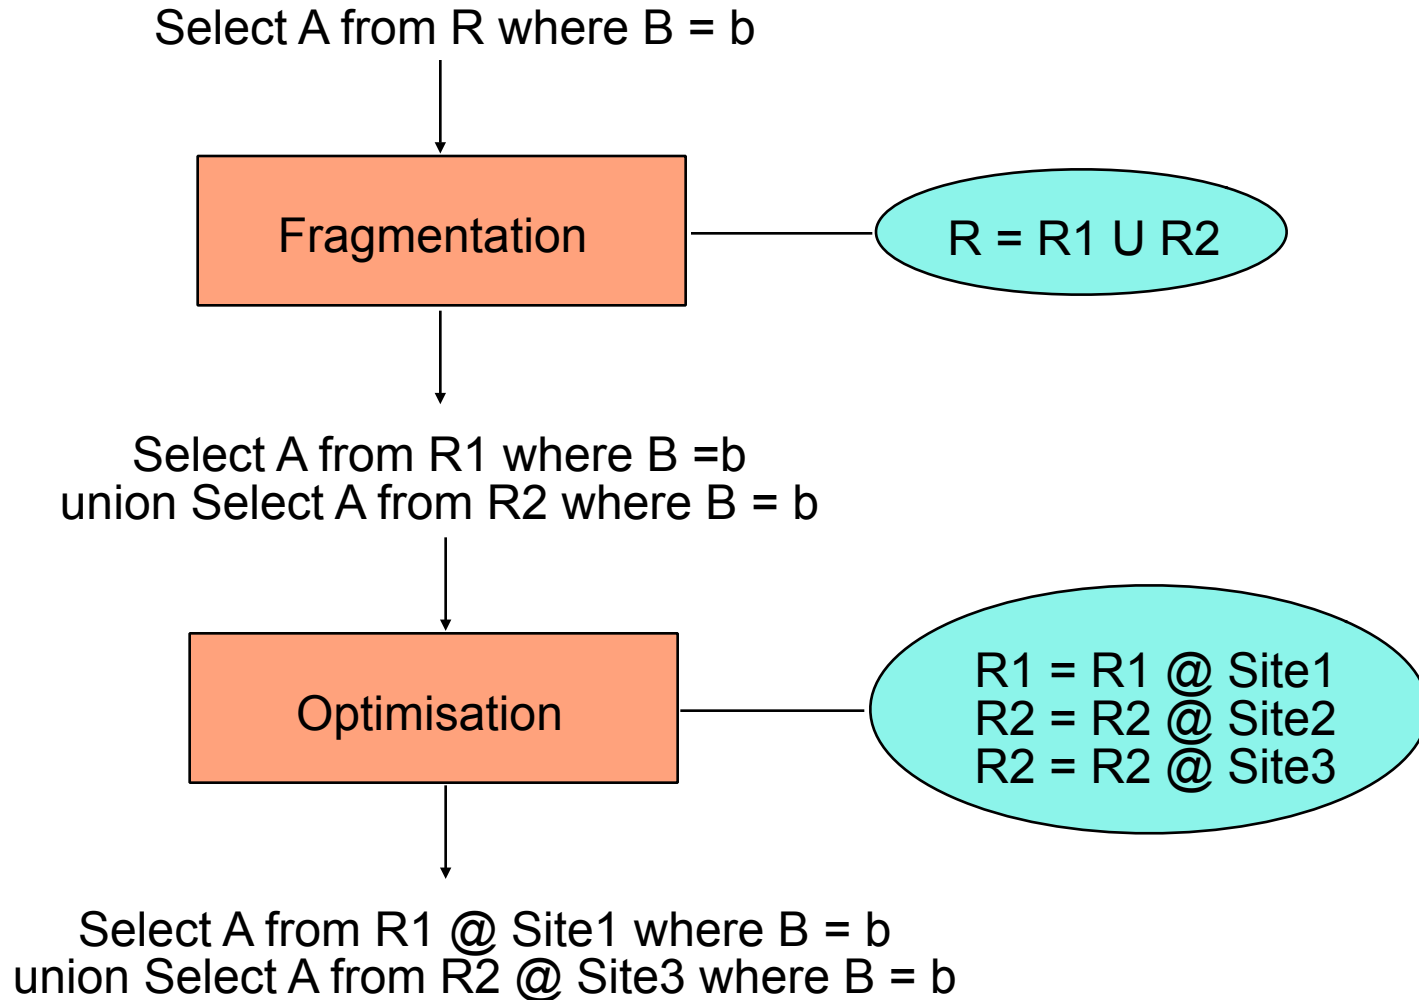 Select A from R where B = b
Fragmentation
R = R1 U R2
Select A from R1 where B =b
union Select A from R2 where B = b
Optimisation
R1 = R1 @ Site1
R2 = R2 @ Site2
R2 = R2 @ Site3
Select A from R1 @ Site1 where B = b
union Select A from R2 @ Site3 where B = b